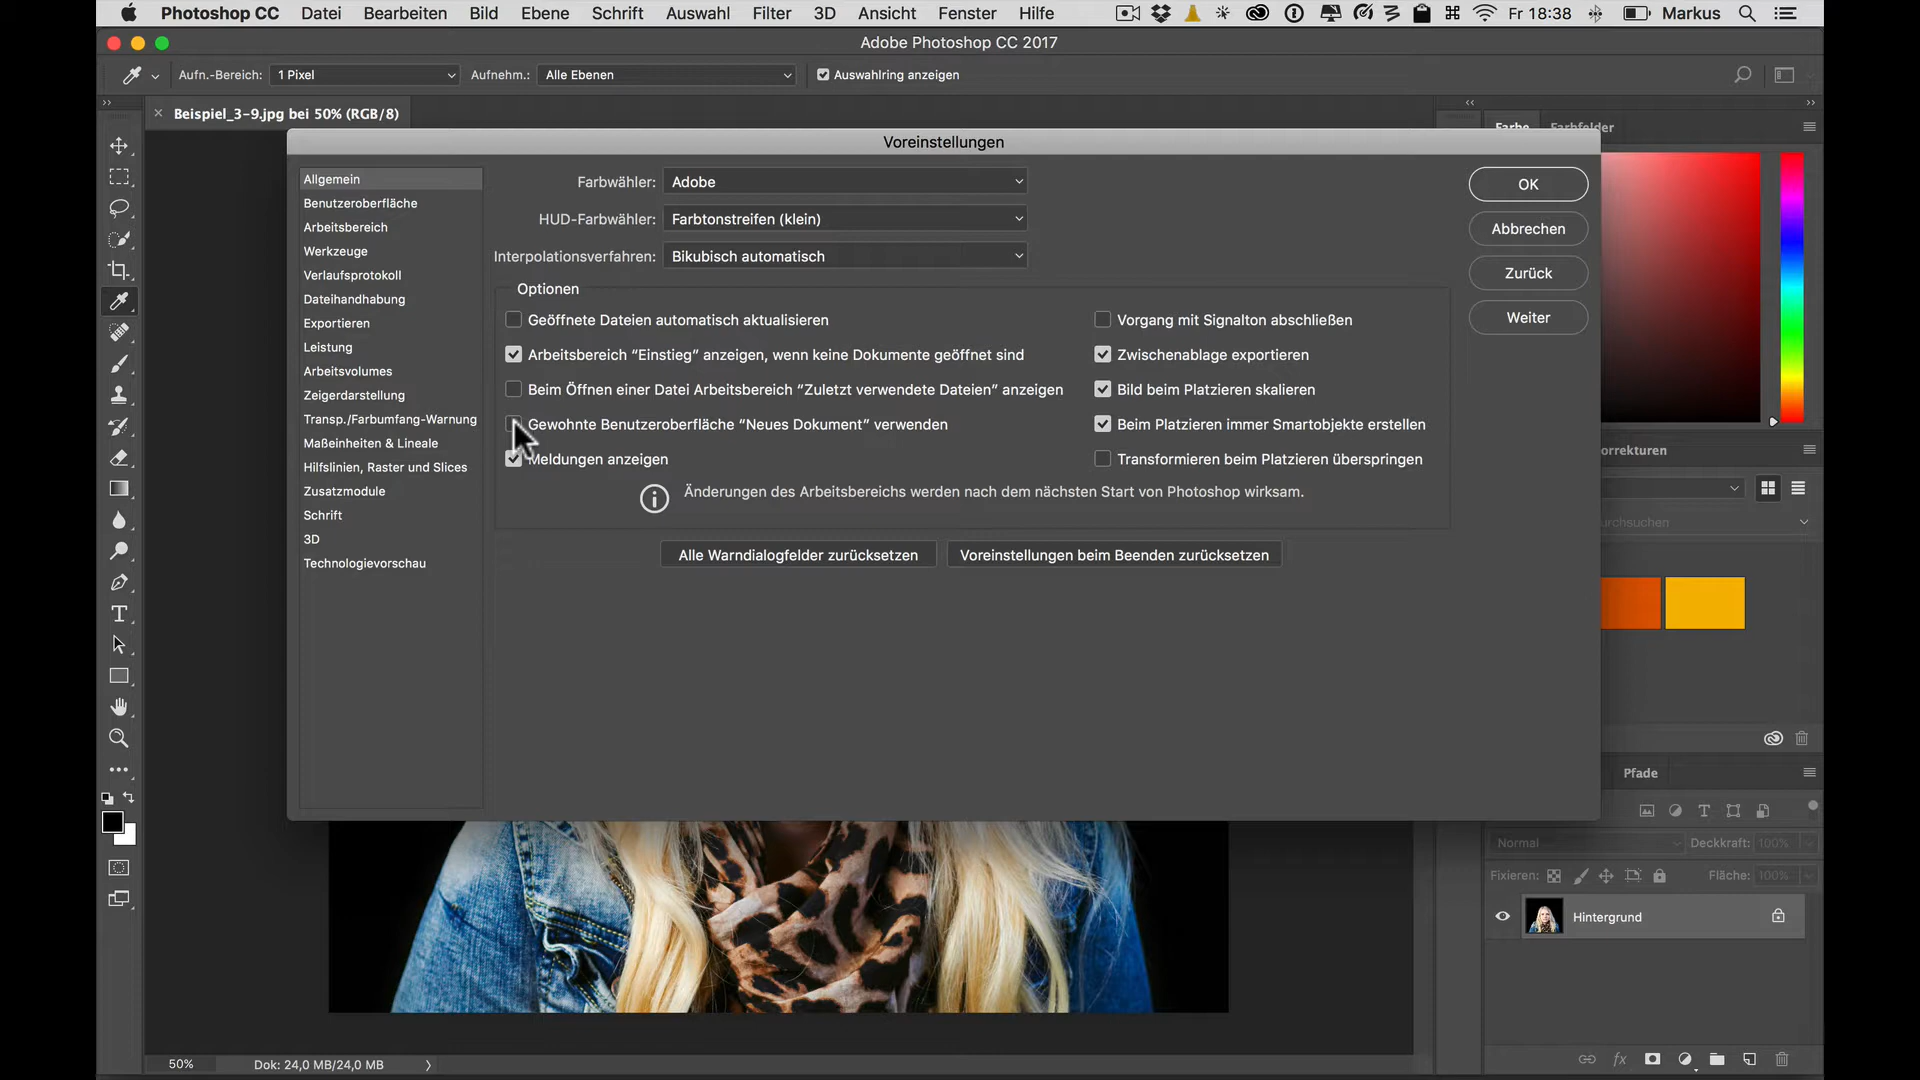 Photoshop CC Datei Bearbeiten Bild Ebene Schrift Auswahl Filter 3D Ansicht Fenster Hilfe Fr 18:38 Markus
Adobe Photoshop CC 2017
Aufn.-Bereich: 1 Pixel Aufnehm.: Alle Ebenen Auswahlring anzeigen
Beispiel_3-9.jpg bei 50% (RGB/8)
Farbe Farbfelder
Voreinstellungen
Allgemein
Benutzeroberfläche
Arbeitsbereich
Werkzeuge
Verlaufsprotokoll
Dateihandhabung
Exportieren
Leistung
Arbeitsvolumes
Zeigerdarstellung
Transp./Farbumfang-Warnung
Maßeinheiten & Lineale
Hilfslinien, Raster und Slices
Zusatzmodule
Schrift
3D
Technologievorschau
Farbwähler: Adobe
HUD-Farbwähler: Farbtonstreifen (klein)
Interpolationsverfahren: Bikubisch automatisch
Optionen
Geöffnete Dateien automatisch aktualisieren
Arbeitsbereich “Einstieg” anzeigen, wenn keine Dokumente geöffnet sind
Beim Öffnen einer Datei Arbeitsbereich “Zuletzt verwendete Dateien” anzeigen
Gewohnte Benutzeroberfläche “Neues Dokument” verwenden
Meldungen anzeigen
Vorgang mit Signalton abschließen
Zwischenablage exportieren
Bild beim Platzieren skalieren
Beim Platzieren immer Smartobjekte erstellen
Transformieren beim Platzieren überspringen
Änderungen des Arbeitsbereichs werden nach dem nächsten Start von Photoshop wirksam.
Alle Warndialogfelder zurücksetzen
Voreinstellungen beim Beenden zurücksetzen
OK
Abbrechen
Zurück
Weiter
orrekturen
urchsuchen
Pfade
Normal Deckkraft: 100%
Fixieren: Fläche: 100%
Hintergrund
fx
50% Dok: 24,0 MB/24,0 MB